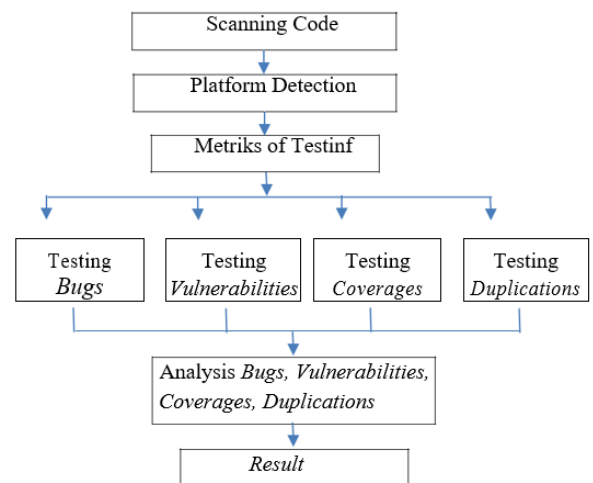 Scanning Code
Platform Detection
Metriks of Testinf
Testing
Bugs
Testing
Vulnerabilities
Testing
Coverages
Testing
Duplications
Analysis Bugs, Vulnerabilities,
Coverages, Duplications
Result